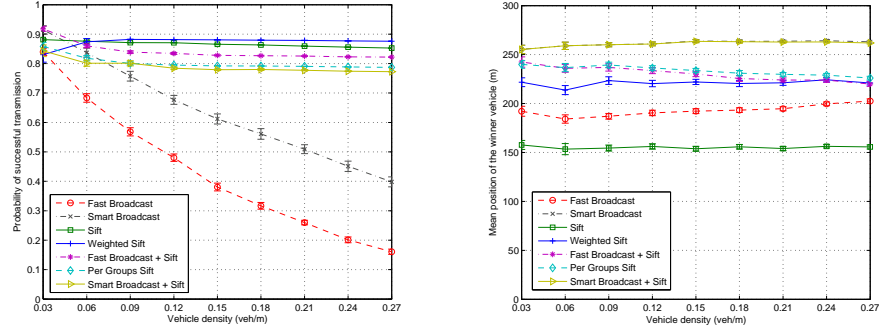 Probability of successful transmission
1
0.9
0.8
0.7
0.6
0.5
0.4
0.3
0.2
0.1
0
Fast Broadcast
Smart Broadcast
Sift
Weighted Sift
Fast Broadcast + Sift
Per Groups Sift
Smart Broadcast + Sift
0.03 0.06 0.09 0.12 0.15 0.18 0.21 0.24 0.27
Vehicle density (veh/m)
Mean position of the winner vehicle (m)
300
250
200
150
100
50
0
Fast Broadcast
Smart Broadcast
Sift
Weighted Sift
Fast Broadcast + Sift
Per Groups Sift
Smart Broadcast + Sift
0.03 0.06 0.09 0.12 0.15 0.18 0.21 0.24 0.27
Vehicle density (veh/m)